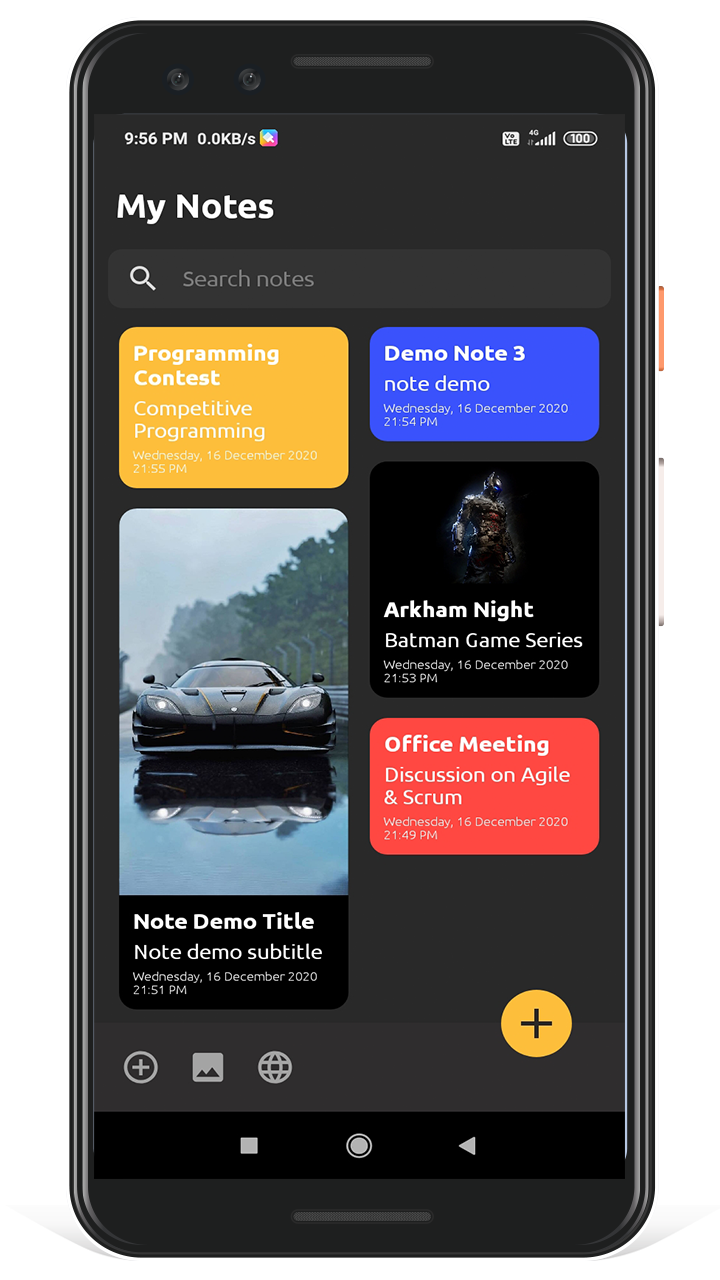 9:56 PM 0.0KB/s
Vo
LTE
4G
100
My Notes
Search notes
Programming
Contest
Competitive
Programming
Wednesday, 16 December 2020
21:55 PM
Demo Note 3
note demo
Wednesday, 16 December 2020
21:54 PM
Arkham Night
Batman Game Series
Wednesday, 16 December 2020
21:53 PM
Office Meeting
Discussion on Agile
& Scrum
Wednesday, 16 December 2020
21:49 PM
Note Demo Title
Note demo subtitle
Wednesday, 16 December 2020
21:51 PM